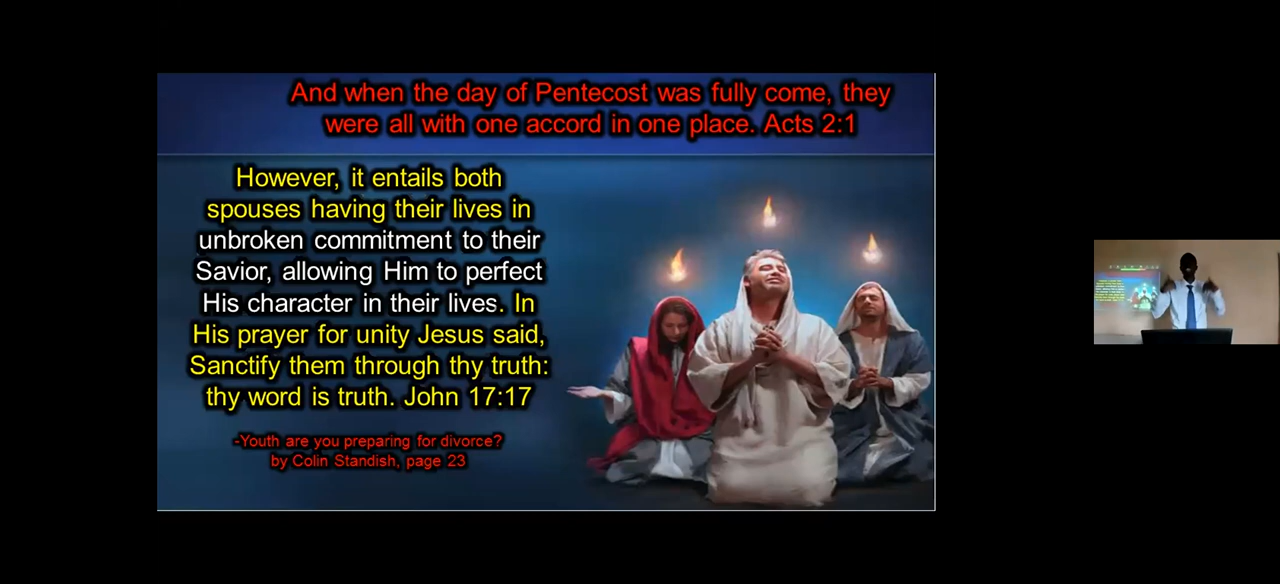 And when the day of Pentecost was fully come, they
were all with one accord in one place. Acts 2:1
However, it entails both
spouses having their lives in
unbroken commitment to their
Savior, allowing Him to perfect
His character in their lives. In
His prayer for unity Jesus said,
Sanctify them through thy truth:
thy word is truth. John 17:17
-Youth are you preparing for divorce?
by Colin Standish, page 23